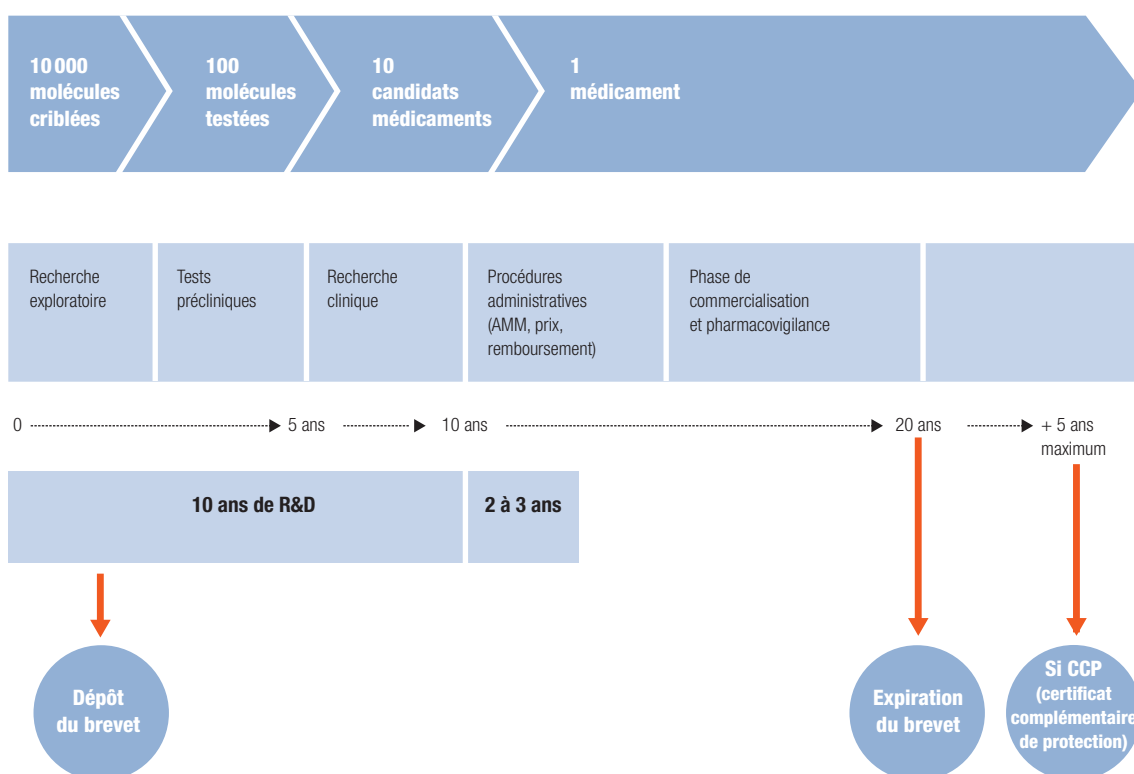 10 000
molécules
criblées
100
molécules
testées
10
candidats
médicaments
1
médicament
Recherche
exploratoire
Tests
précliniques
Recherche
clinique
Procédures
administratives
(AMM, prix,
remboursement)
Phase de
commercialisation
et pharmacovigilance
0
5 ans
10 ans
20 ans
+ 5 ans
maximum
10 ans de R&D
2 à 3 ans
Dépôt
du brevet
Expiration
du brevet
Si CCP
(certificat
complémentaire
de protection)